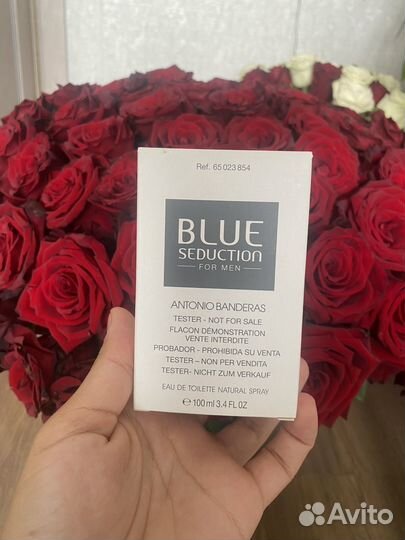 Ref. 65 023 854
BLUE
SEDUCTION
FOR MEN
ANTONIO BANDERAS
TESTER - NOT FOR SALE
FLACON DÉMONSTRATION
VENTE INTERDITE
PROBADOR - PROHIBIDA SU VENTA
TESTER – NON PER VENDITA
TESTER- NICHT ZUM VERKAUF
EAU DE TOILETTE NATURAL SPRAY
℮ 100 ml 3.4 FL OZ
Avito